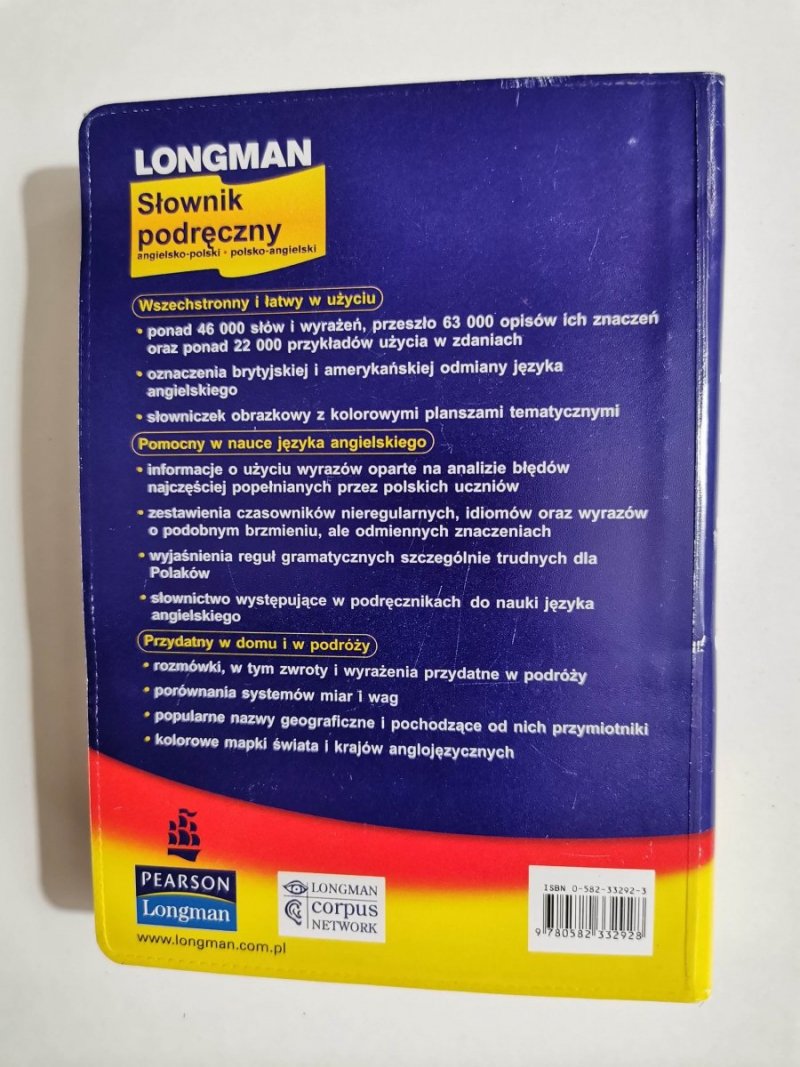 LONGMAN
Słownik
podręczny
angielsko-polski • polsko-angielski
Wszechstronny i łatwy w użyciu
• ponad 46 000 słów i wyrażeń, przeszło 63 000 opisów ich znaczeń
oraz ponad 22 000 przykładów użycia w zdaniach
• oznaczenia brytyjskiej i amerykańskiej odmiany języka
angielskiego
• słowniczek obrazkowy z kolorowymi planszami tematycznymi
Pomocny w nauce języka angielskiego
• informacje o użyciu wyrazów oparte na analizie błędów
najczęściej popełnianych przez polskich uczniów
• zestawienia czasowników nieregularnych, idiomów oraz wyrazów
o podobnym brzmieniu, ale odmiennych znaczeniach
• wyjaśnienia reguł gramatycznych szczególnie trudnych dla
Polaków
• słownictwo występujące w podręcznikach do nauki języka
angielskiego
Przydatny w domu i w podróży
• rozmówki, w tym zwroty i wyrażenia przydatne w podróży
• porównania systemów miar i wag
• popularne nazwy geograficzne i pochodzące od nich przymiotniki
• kolorowe mapki świata i krajów anglojęzycznych
PEARSON
Longman
www.longman.com.pl
LONGMAN
corpus
NETWORK
ISBN 0-582-33292-3
9 780582 332928